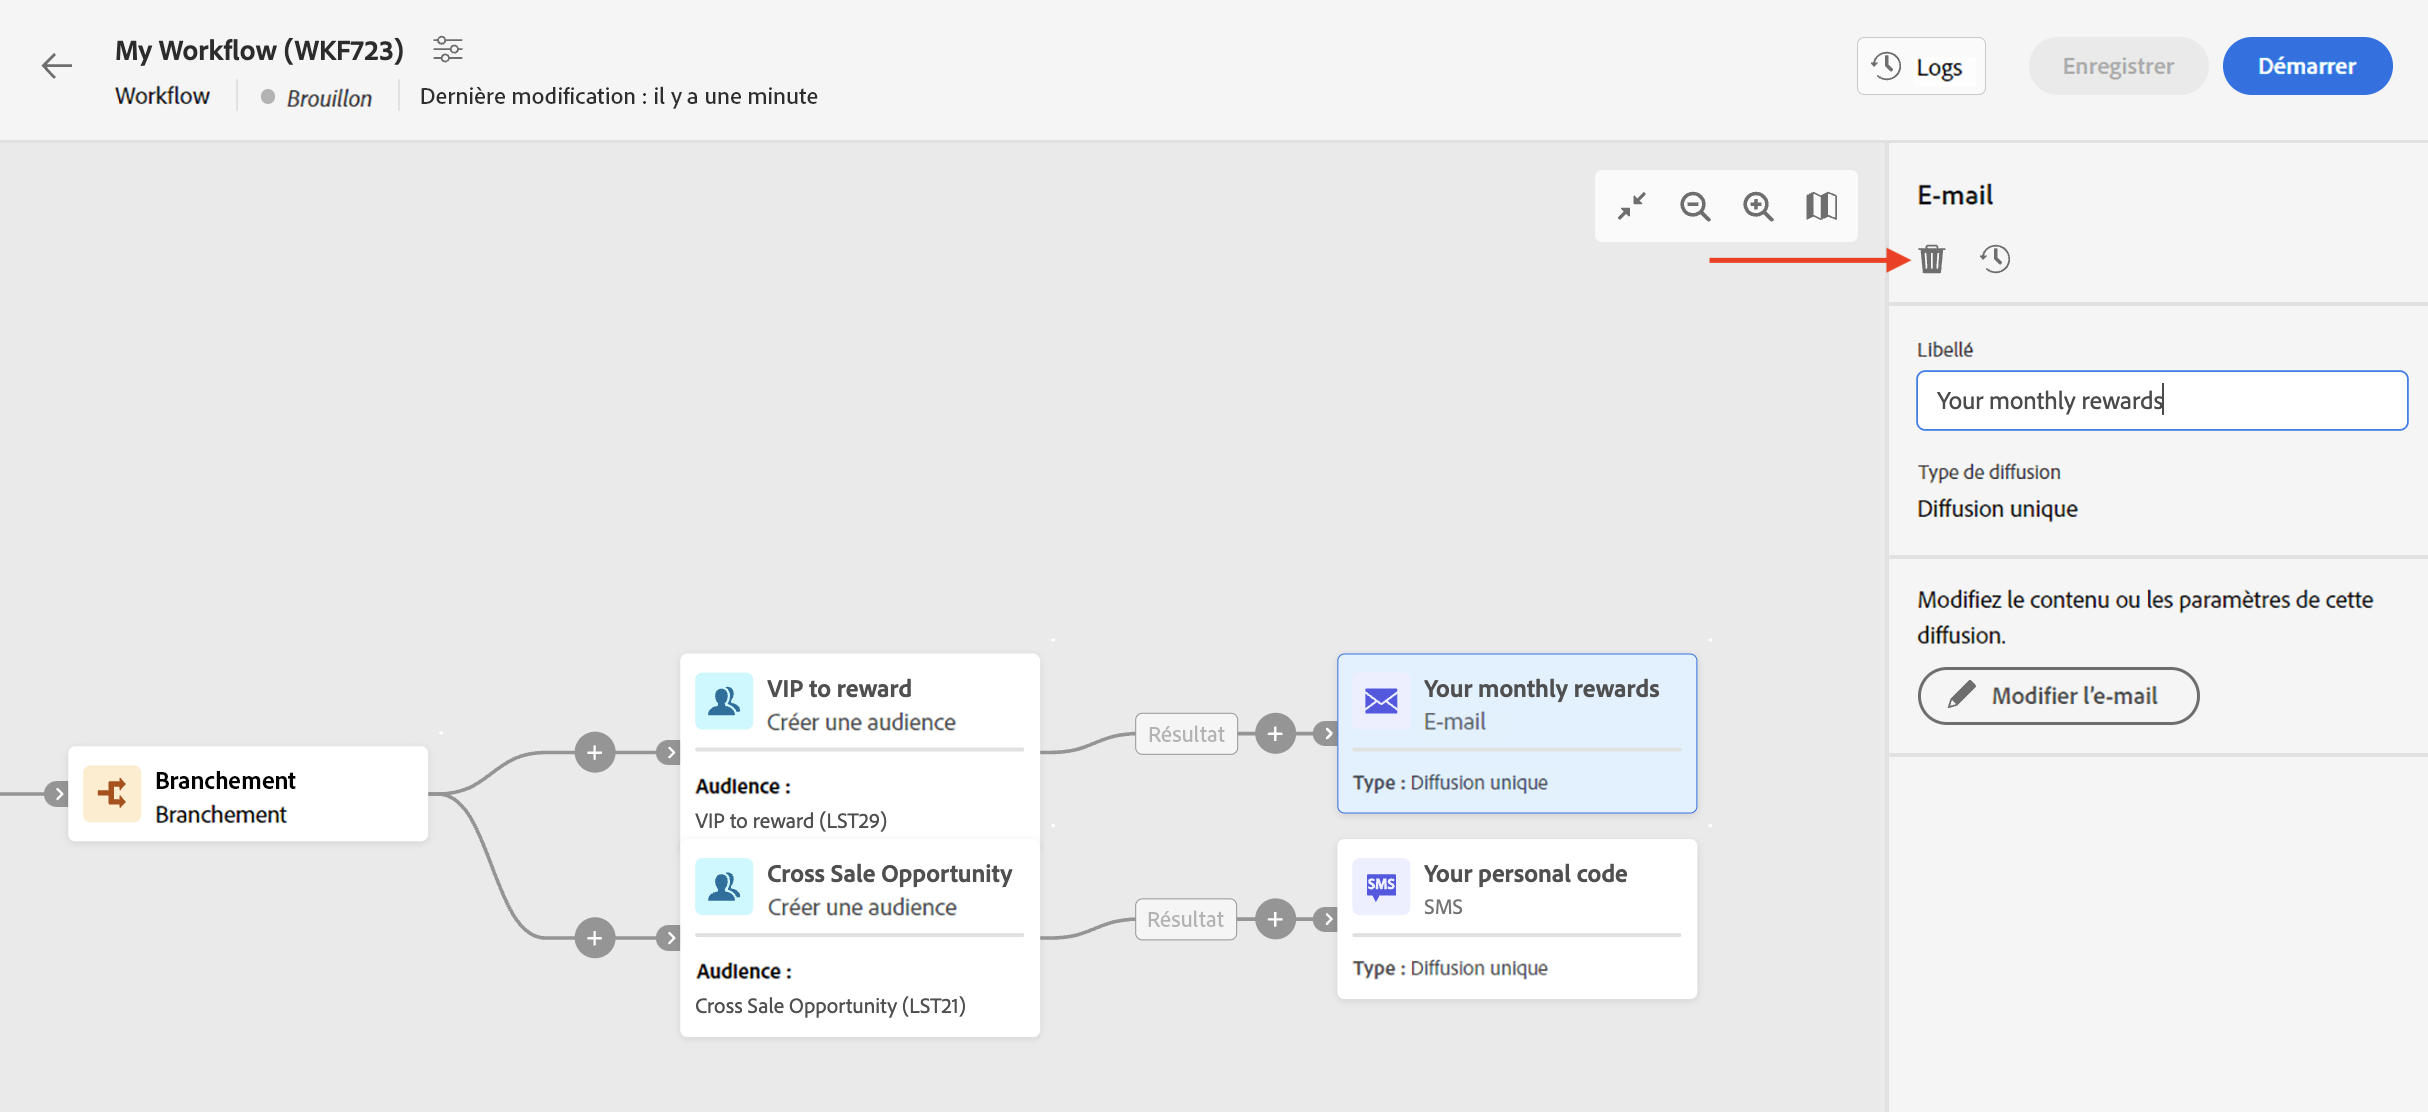 My Workflow (WKF723)
Workflow
Brouillon
Dernière modification : il y a une minute
Logs
Enregistrer
Démarrer
E-mail
Libellé
Your monthly rewards
Type de diffusion
Diffusion unique
Modifiez le contenu ou les paramètres de cette
diffusion.
Modifier l'e-mail
Branchement
Branchement
VIP to reward
Créer une audience
Audience :
VIP to reward (LST29)
Résultat
Your monthly rewards
E-mail
Type : Diffusion unique
Cross Sale Opportunity
Créer une audience
Audience :
Cross Sale Opportunity (LST21)
Résultat
SMS
Your personal code
SMS
Type : Diffusion unique